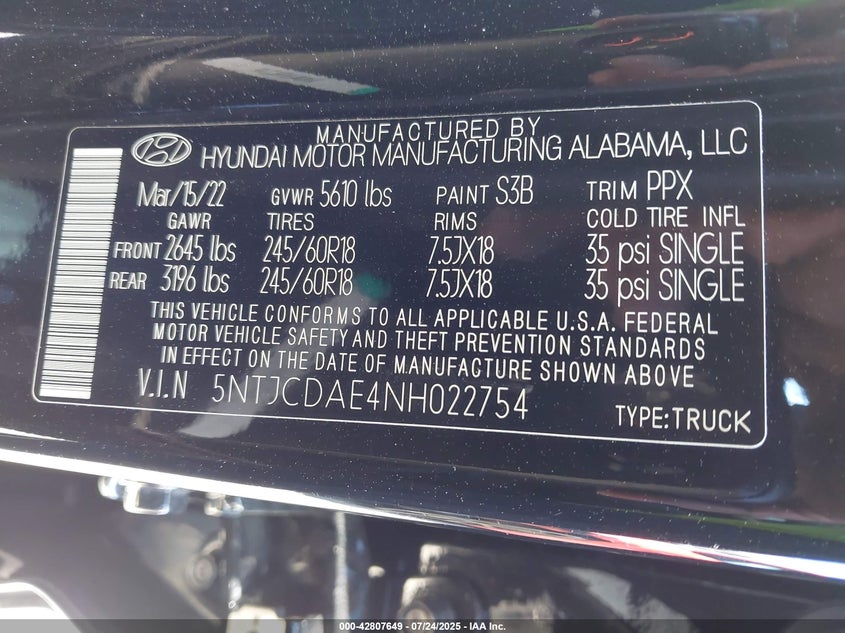 MANUFACTURED BY
HYUNDAI MOTOR MANUFACTURING ALABAMA, LLC
Mar/15/22 GVWR 5610 lbs PAINT S3B TRIM PPX
GAWR TIRES RIMS COLD TIRE INFL
FRONT 2645 lbs 245/60R18 7.5JX18 35 psi SINGLE
REAR 3196 lbs 245/60R18 7.5JX18 35 psi SINGLE
THIS VEHICLE CONFORMS TO ALL APPLICABLE U.S.A. FEDERAL
MOTOR VEHICLE SAFETY AND THEFT PREVENTION STANDARDS
IN EFFECT ON THE DATE OF MANUFACTURE SHOWN ABOVE
V.I.N 5NTJCDAE4NH022754
TYPE:TRUCK
000-42807649 - 07/24/2025 - IAA Inc.